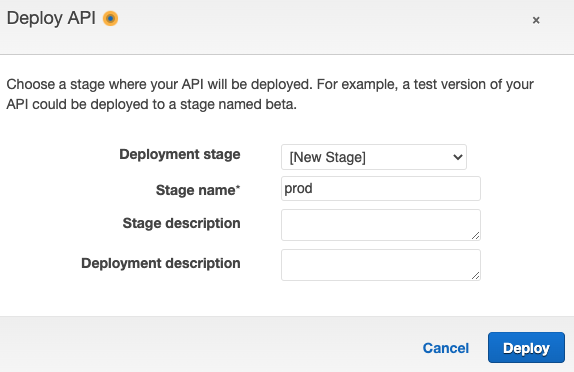 Deploy API
×
Choose a stage where your API will be deployed. For example, a test version of your
API could be deployed to a stage named beta.
Deployment stage [New Stage]
Stage name* prod
Stage description
Deployment description
Cancel Deploy